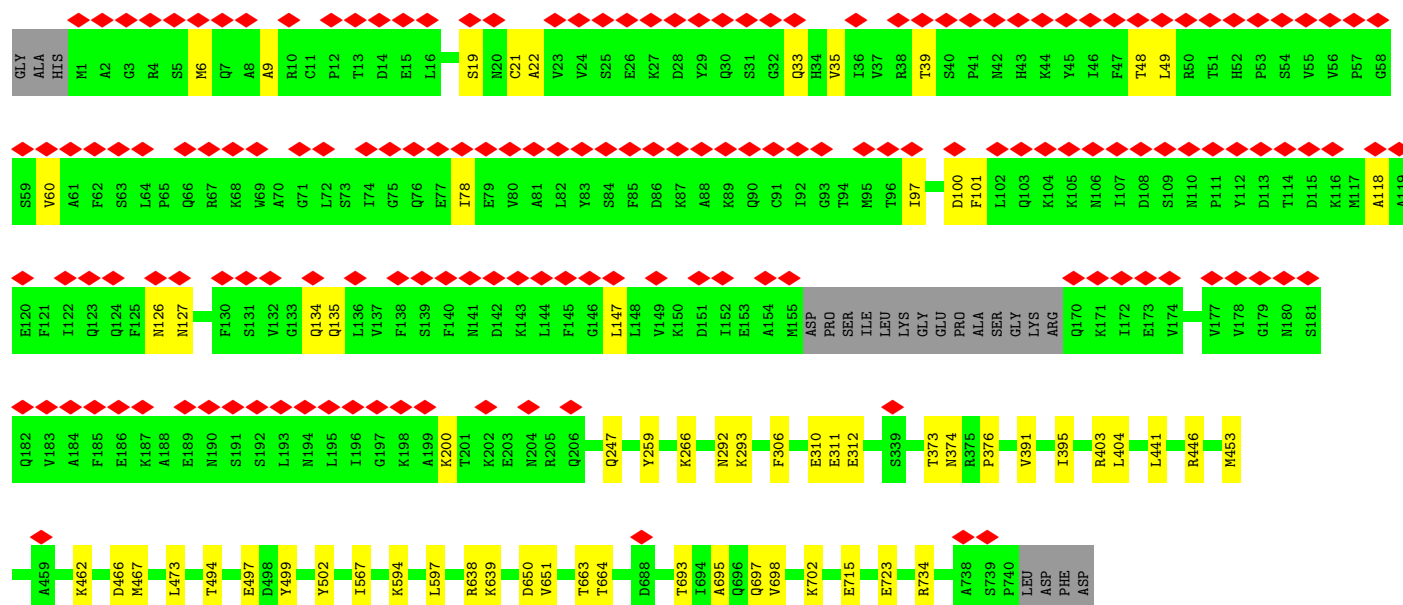 GLY ALA HIS M1 A2 G3 R4 S5 M6 Q7 A8 A9 R10 C11 P12 T13 D14 E15 L16 S19 N20 C21 A22 V23 V24 S25 E26 K27 D28 Y29 Q30 S31 G32 Q33 H34 V35 I36 V37 R38 T39 S40 P41 N42 H43 K44 Y45 I46 F47 T48 L49 R50 T51 H52 P53 S54 V55 V56 P57 G58
S59 V60 A61 F62 S63 L64 P65 Q66 R67 K68 W69 A70 G71 L72 S73 I74 G75 Q76 E77 I78 E79 V80 A81 L82 Y83 S84 F85 D86 K87 A88 K89 Q90 C91 I92 G93 T94 M95 T96 I97 D100 F101 L102 Q103 K104 K105 N106 I107 D108 S109 N110 P111 Y112 D113 T114 D115 K116 M117 A118 A119
E120 F121 I122 Q123 Q124 F125 N126 N127 F130 S131 V132 G133 Q134 Q135 L136 V137 F138 S139 F140 N141 D142 K143 L144 F145 G146 L147 L148 V149 K150 D151 I152 E153 A154 M155 ASP PRO SER ILE LEU LYS GLY GLU PRO ALA SER GLY LYS ARG Q170 K171 I172 E173 V174 V177 V178 G179 N180 S181
Q182 V183 A184 F185 E186 K187 A188 E189 N190 S191 S192 L193 N194 L195 I196 G197 K198 A199 K200 T201 K202 E203 N204 R205 Q206 Q247 Y259 K266 N292 K293 F306 E310 E311 E312 S339 T373 N374 R375 P376 V391 I395 R403 L404 L441 R446 M453
A459 K462 D466 M467 L473 T494 E497 D498 Y499 Y502 I567 K594 L597 R638 K639 D650 V651 T663 T664 D688 T693 I694 A695 Q696 Q697 V698 K702 E715 E723 R734 A738 S739 P740 LEU ASP PHE ASP